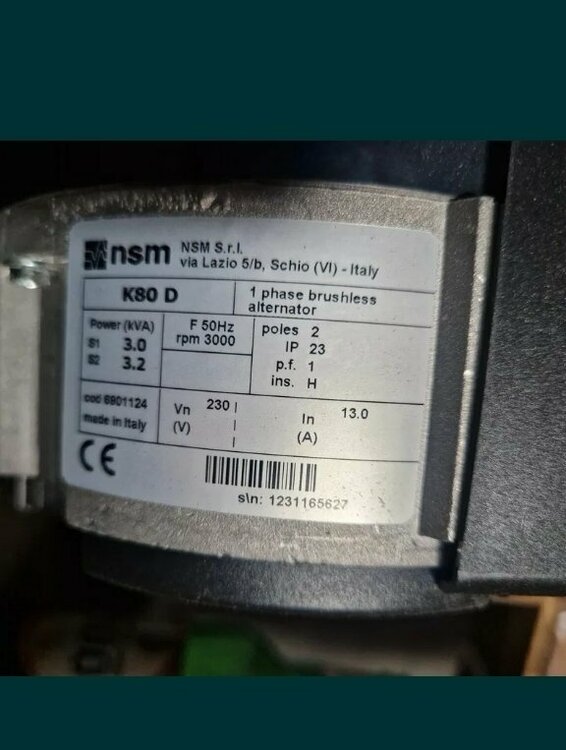 nsm
NSM S.r.l.
via Lazio 5/b, Schio (VI) - Italy
K80 D
1 phase brushless
alternator
Power (kVA)
S1 3.0
S2 3.2
F 50Hz
rpm 3000
poles 2
IP 23
p.f. 1
ins. H
cod 6901124
made in Italy
Vn 230
(V)
In 13.0
(A)
CE
s\n: 1231165627